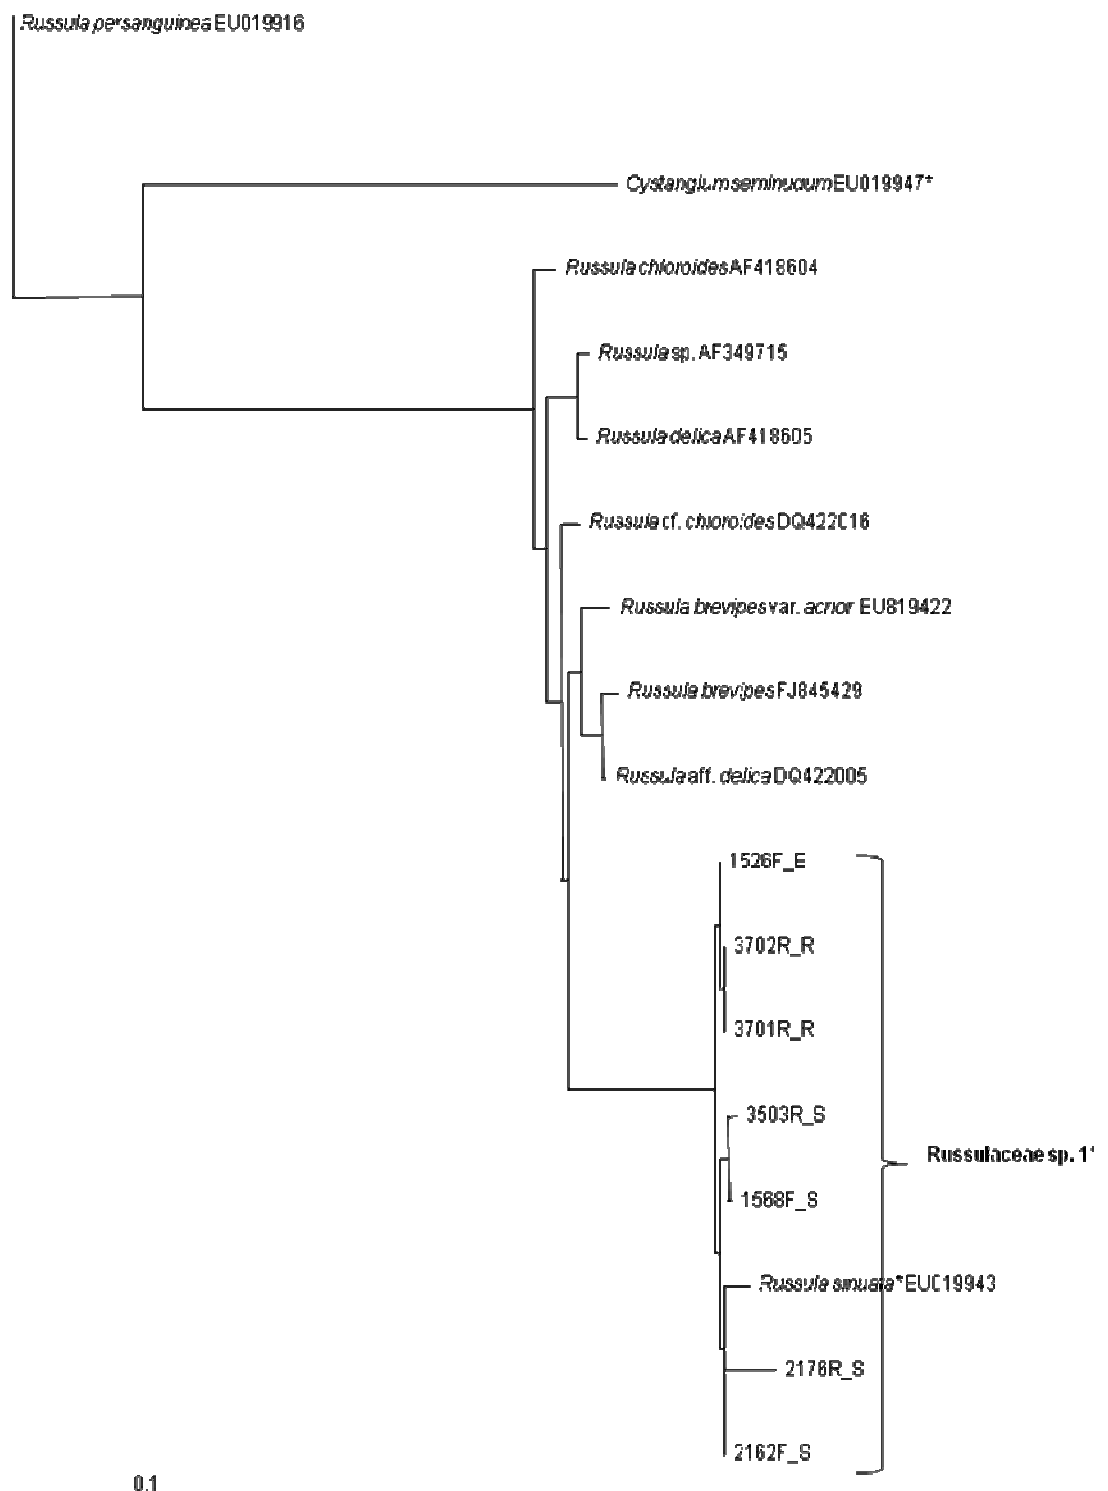 Russula persanguinea EU019916
Cystangium seminudum EU019947*
Russula chloroides AF418604
Russula sp. AF349715
Russula delica AF418605
Russula cf. chloroides DQ422016
Russula brevipes var. acrior EU819422
Russula brevipes FJ845429
Russula aff. delica DQ422005
1526F_E
3702R_R
3701R_R
3503R_S
Russulaceae sp. 1*
1568F_S
Russula sinuata* EU019943
2176R_S
2162F_S
0.1